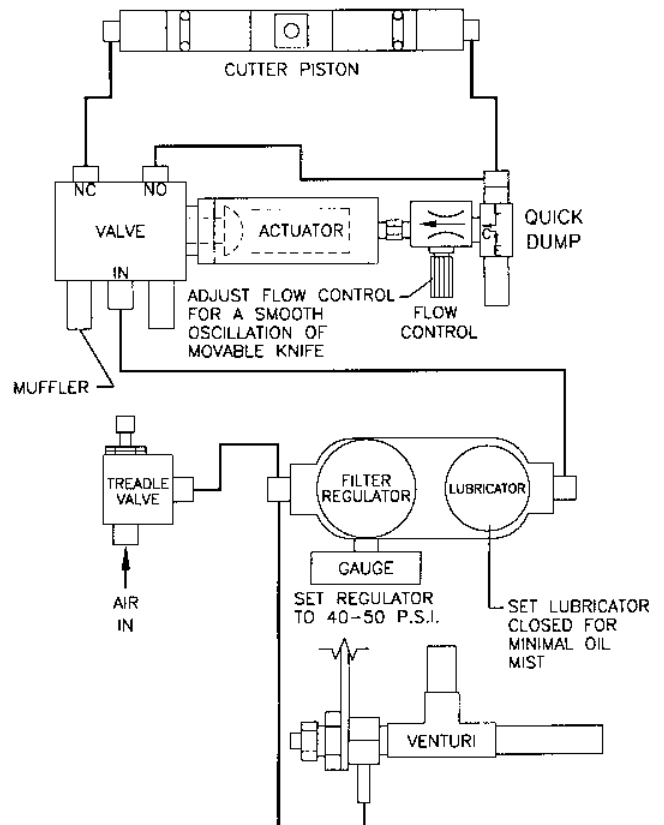 CUTTER PISTON
NC
NO
VALVE
IN
ACTUATOR
C
QUICK
DUMP
ADJUST FLOW CONTROL
FOR A SMOOTH
OSCILLATION OF
MOVABLE KNIFE
FLOW
CONTROL
MUFFLER
TREADLE
VALVE
FILTER
REGULATOR
LUBRICATOR
GAUGE
AIR
IN
SET REGULATOR
TO 40-50 P.S.I.
SET LUBRICATOR
CLOSED FOR
MINIMAL OIL
MIST
VENTURI